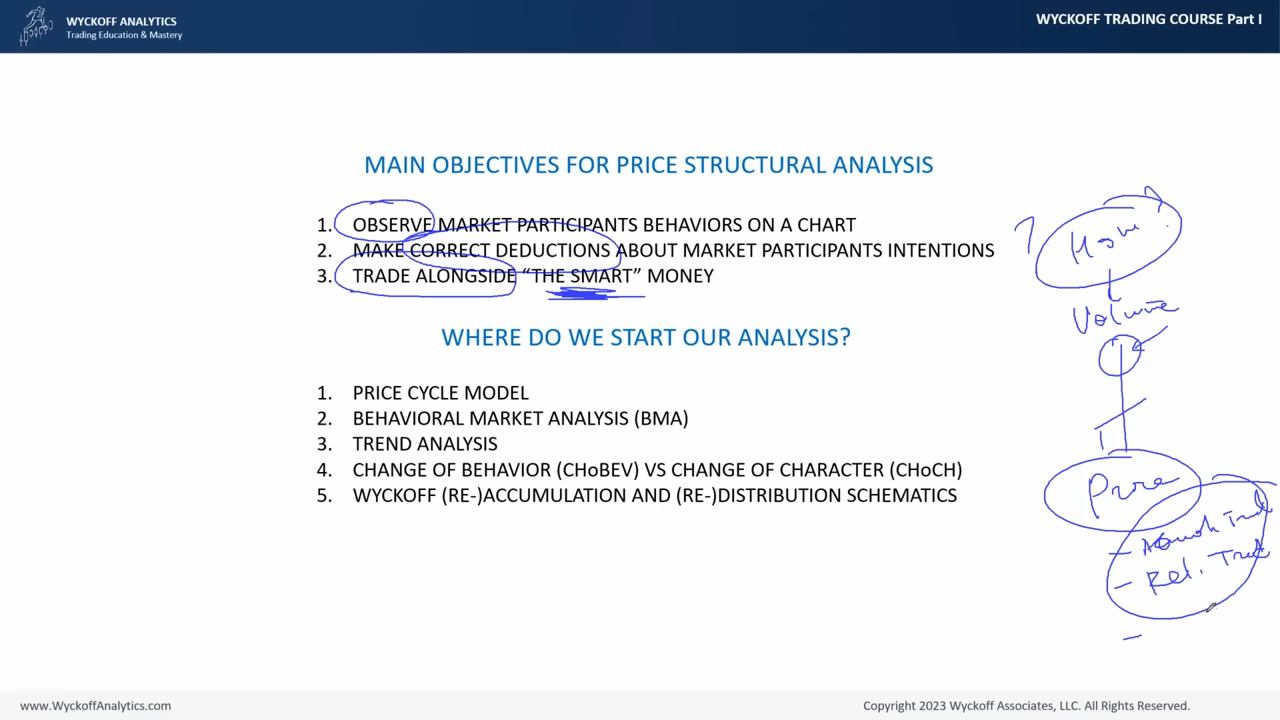 WYCKOFF ANALYTICS
Trading Education & Mastery
WYCKOFF TRADING COURSE Part I
MAIN OBJECTIVES FOR PRICE STRUCTURAL ANALYSIS
1. OBSERVE MARKET PARTICIPANTS BEHAVIORS ON A CHART
2. MAKE CORRECT DEDUCTIONS ABOUT MARKET PARTICIPANTS INTENTIONS
3. TRADE ALONGSIDE “THE SMART” MONEY
WHERE DO WE START OUR ANALYSIS?
1. PRICE CYCLE MODEL
2. BEHAVIORAL MARKET ANALYSIS (BMA)
3. TREND ANALYSIS
4. CHANGE OF BEHAVIOR (CHoBEV) VS CHANGE OF CHARACTER (CHoCH)
5. WYCKOFF (RE-)ACCUMULATION AND (RE-)DISTRIBUTION SCHEMATICS
?
Volume
Price
- Rel.
www.WyckoffAnalytics.com
Copyright 2023 Wyckoff Associates, LLC. All Rights Reserved.